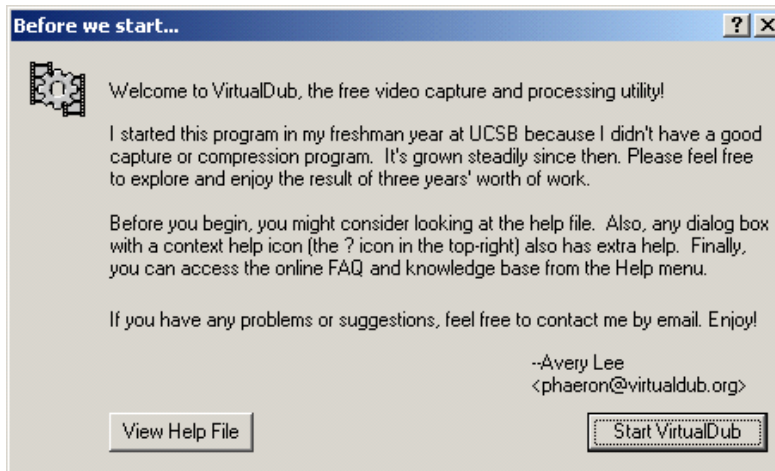 Before we start...
Welcome to VirtualDub, the free video capture and processing utility!
I started this program in my freshman year at UCSB because I didn't have a good
capture or compression program.  It's grown steadily since then. Please feel free
to explore and enjoy the result of three years' worth of work.
Before you begin, you might consider looking at the help file.  Also, any dialog box
with a context help icon (the ? icon in the top-right) also has extra help.  Finally,
you can access the online FAQ and knowledge base from the Help menu.
If you have any problems or suggestions, feel free to contact me by email. Enjoy!
--Avery Lee
<phaeron@virtualdub.org>
View Help File
Start VirtualDub